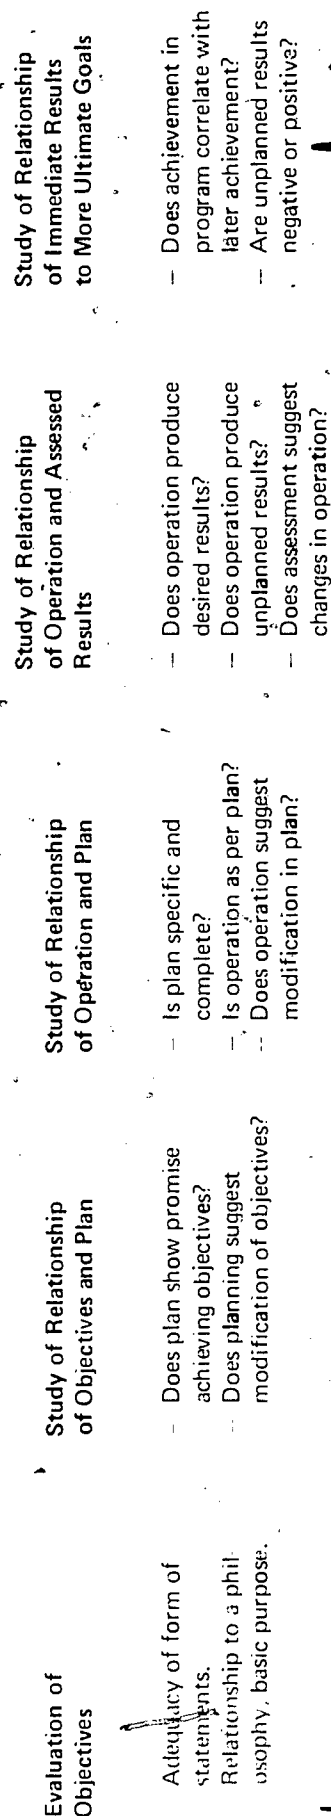 Evaluation of
Objectives
Adequacy of form of
statements.
Relationship to a phil-
osophy, basic purpose.
Study of Relationship
of Objectives and Plan
– Does plan show promise
achieving objectives?
-- Does planning suggest
modification of objectives?
Study of Relationship
of Operation and Plan
– Is plan specific and
complete?
– Is operation as per plan?
-- Does operation suggest
modification in plan?
Study of Relationship
of Operation and Assessed
Results
– Does operation produce
desired results?
– Does operation produce
unplanned results?
– Does assessment suggest
changes in operation?
Study of Relationship
of Immediate Results
to More Ultimate Goals
– Does achievement in
program correlate with
later achievement?
– Are unplanned results
negative or positive?